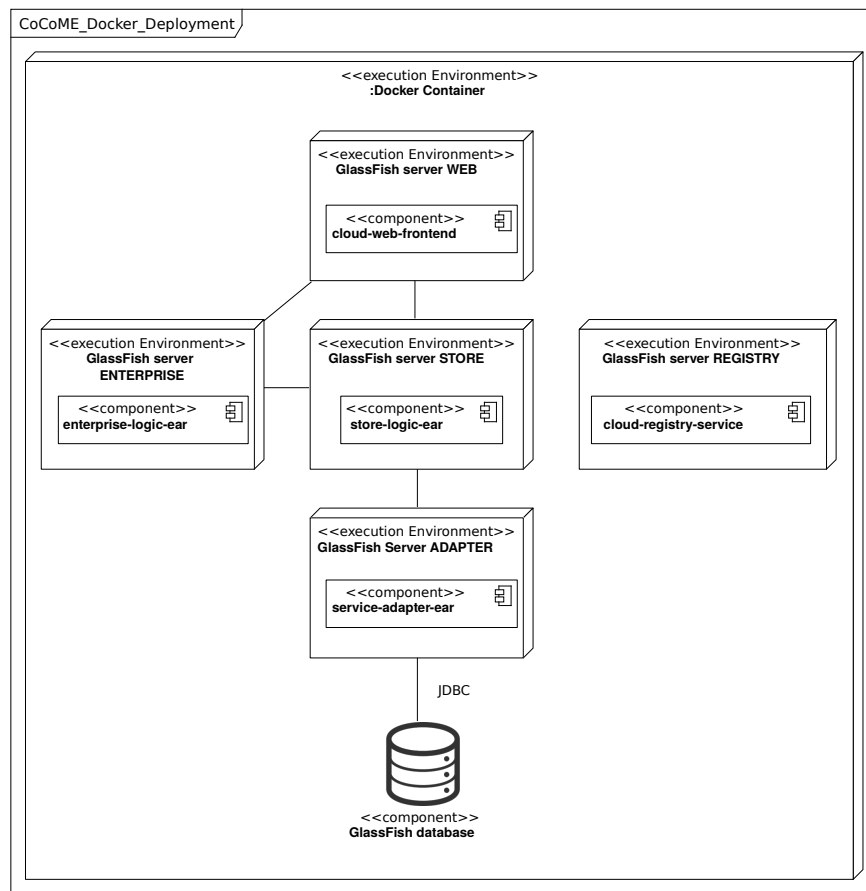 CoCoME_Docker_Deployment
<<execution Environment>>
:Docker Container
<<execution Environment>>
GlassFish server WEB
<<component>>
cloud-web-frontend
<<execution Environment>>
GlassFish server
ENTERPRISE
<<component>>
enterprise-logic-ear
<<execution Environment>>
GlassFish server STORE
<<component>>
store-logic-ear
<<execution Environment>>
GlassFish server REGISTRY
<<component>>
cloud-registry-service
<<execution Environment>>
GlassFish Server ADAPTER
<<component>>
service-adapter-ear
JDBC
<<component>>
GlassFish database